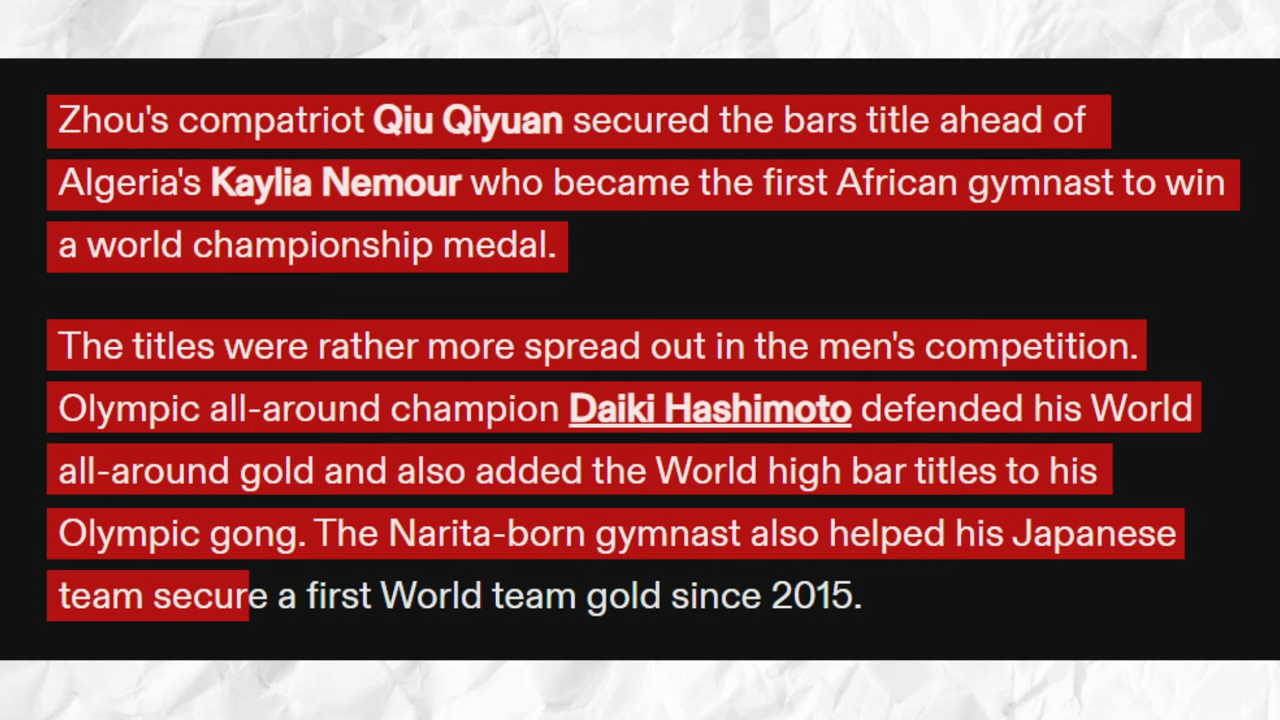 Zhou's compatriot Qiu Qiyuan secured the bars title ahead of
Algeria's Kaylia Nemour who became the first African gymnast to win
a world championship medal.
The titles were rather more spread out in the men's competition.
Olympic all-around champion Daiki Hashimoto defended his World
all-around gold and also added the World high bar titles to his
Olympic gong. The Narita-born gymnast also helped his Japanese
team secure a first World team gold since 2015.